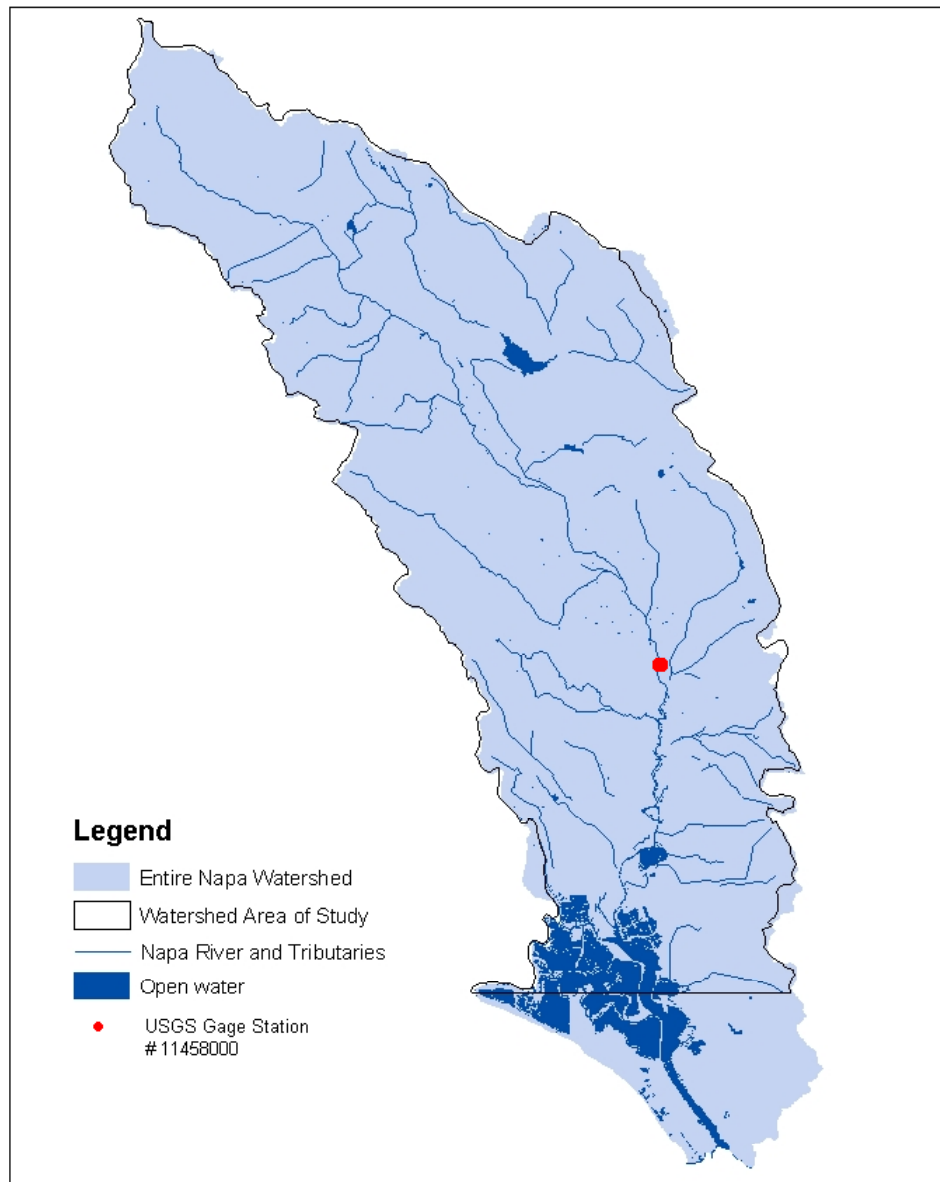 Legend
Entire Napa Watershed
Watershed Area of Study
Napa River and Tributaries
Open water
USGS Gage Station
# 11458000